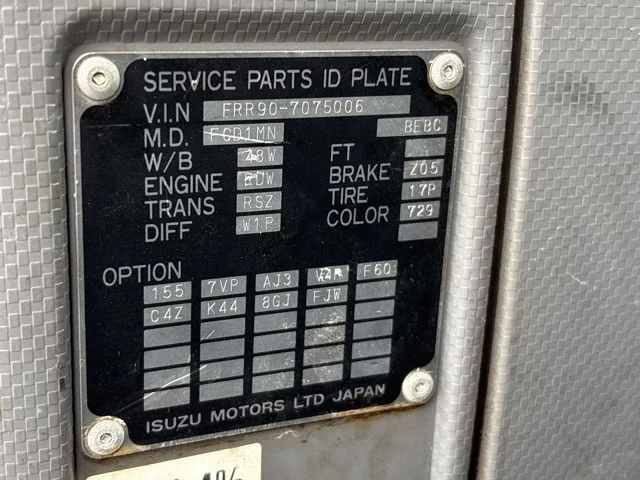 SERVICE PARTS ID PLATE
V.I.N FRR90-7075006
M.D. FGD1MN BEBC
W/B 48W FT
ENGINE EDW BRAKE Z05
TRANS RSZ TIRE 17P
DIFF W1P COLOR 729
OPTION
155 7VP AJ3 F60
C4Z K44 8GJ FJW
ISUZU MOTORS LTD JAPAN